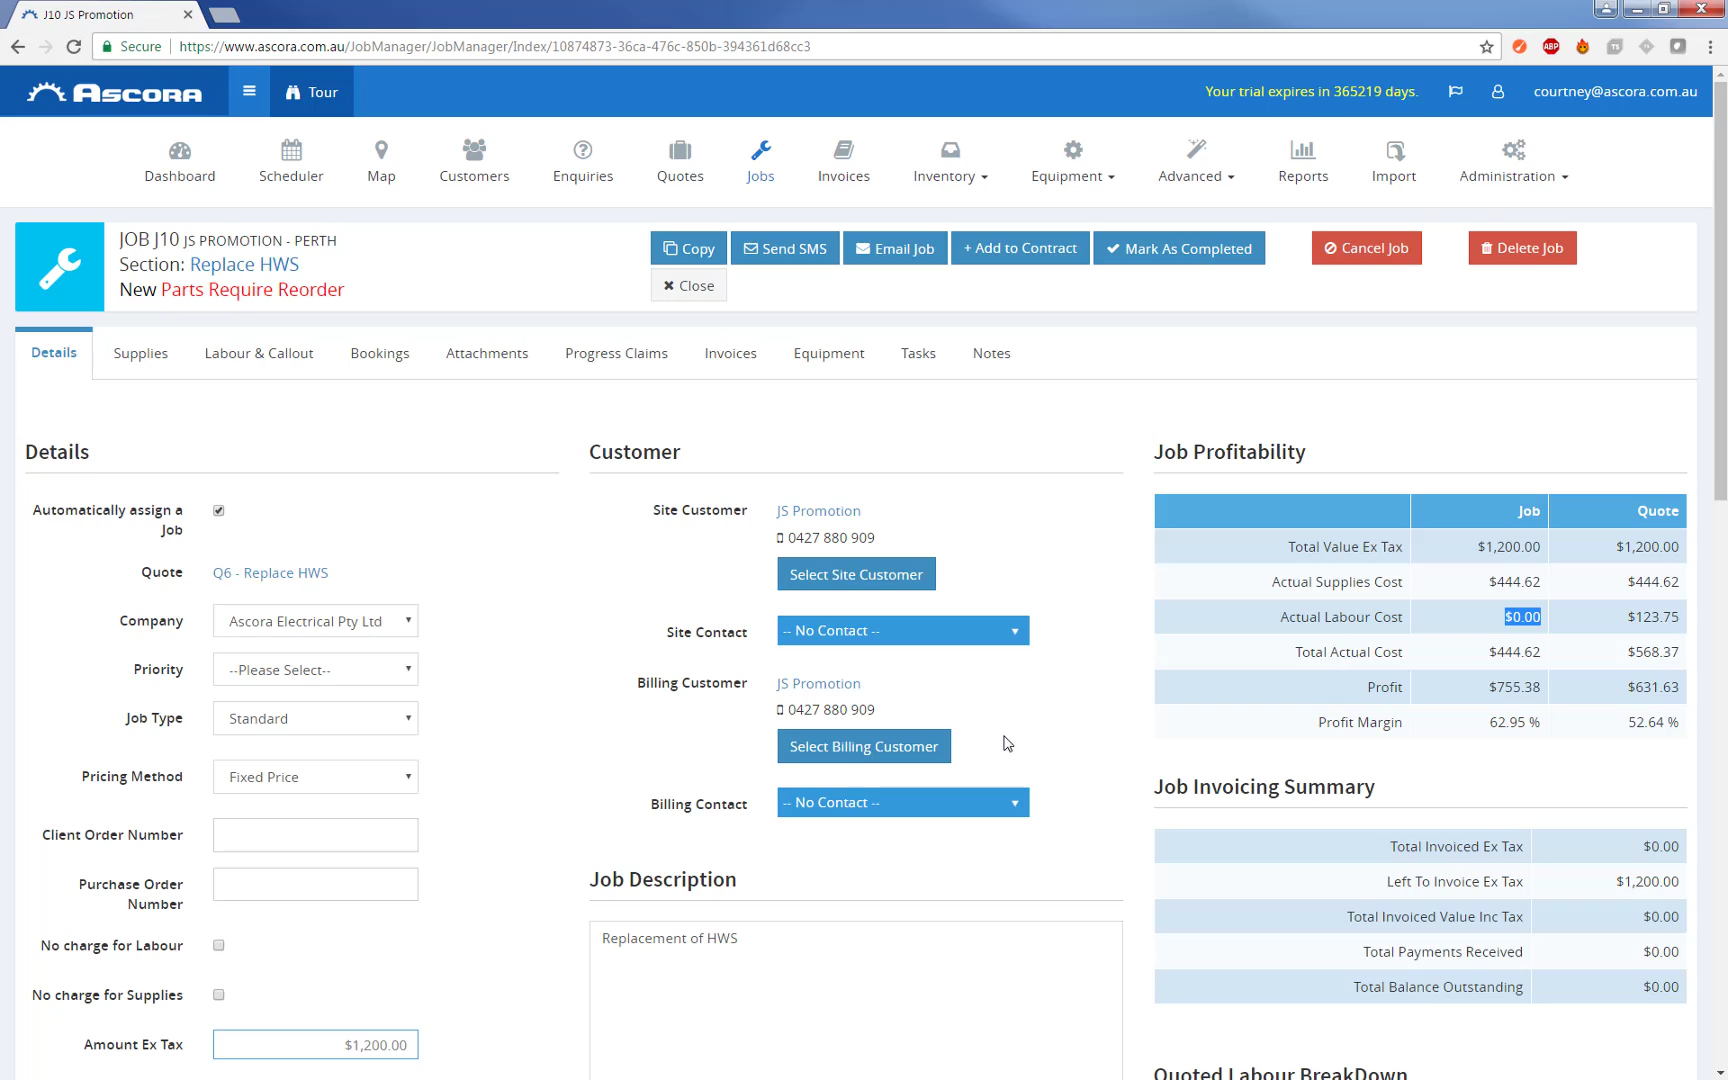 J10 JS Promotion
Secure https://www.ascora.com.au/JobManager/JobManager/Index/10874873-36ca-476c-850b-394361d68cc3
ABP
TS
ASCORA
Tour
Your trial expires in 365219 days.
courtney@ascora.com.au
Dashboard
Scheduler
Map
Customers
Enquiries
Quotes
Jobs
Invoices
Inventory
Equipment
Advanced
Reports
Import
Administration
JOB J10 JS PROMOTION - PERTH
Section: Replace HWS
New Parts Require Reorder
Copy
Send SMS
Email Job
+ Add to Contract
Mark As Completed
Cancel Job
Delete Job
Close
Details
Supplies
Labour & Callout
Bookings
Attachments
Progress Claims
Invoices
Equipment
Tasks
Notes
Details
Automatically assign a
Job
Quote Q6 - Replace HWS
Company Ascora Electrical Pty Ltd
Priority --Please Select--
Job Type Standard
Pricing Method Fixed Price
Client Order Number
Purchase Order
Number
No charge for Labour
No charge for Supplies
Amount Ex Tax $1,200.00
Customer
Site Customer JS Promotion
0427 880 909
Select Site Customer
Site Contact -- No Contact --
Billing Customer JS Promotion
0427 880 909
Select Billing Customer
Billing Contact -- No Contact --
Job Description
Replacement of HWS
Job Profitability
Job Quote
Total Value Ex Tax $1,200.00 $1,200.00
Actual Supplies Cost $444.62 $444.62
Actual Labour Cost $0.00 $123.75
Total Actual Cost $444.62 $568.37
Profit $755.38 $631.63
Profit Margin 62.95 % 52.64 %
Job Invoicing Summary
Total Invoiced Ex Tax $0.00
Left To Invoice Ex Tax $1,200.00
Total Invoiced Value Inc Tax $0.00
Total Payments Received $0.00
Total Balance Outstanding $0.00
Quoted Labour BreakDown